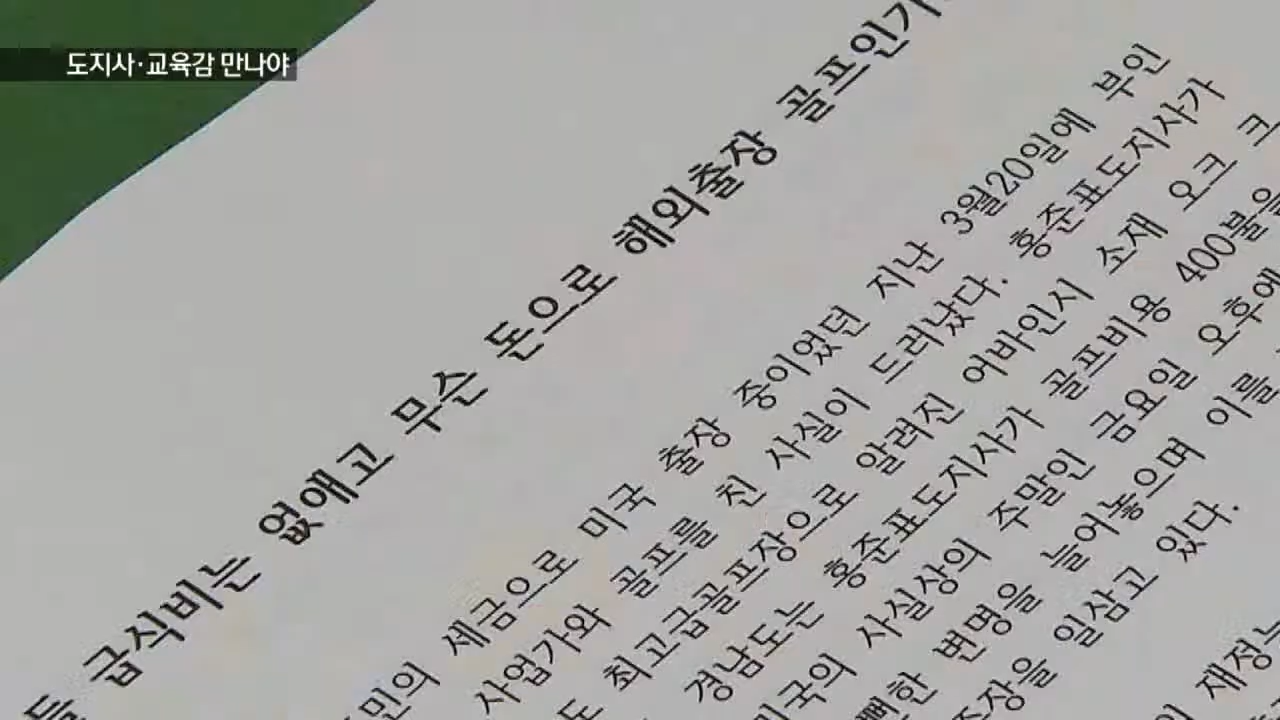 도지사·교육감 만나야
급식비는 없애고 무슨 돈으로 해외출장 골프인가
세금으로 미국 출장 중이었던 지난 3월20일에 부인
사업가와 골프를 친 사실이 드러났다. 홍준표도지사가
최고급골프장으로 알려진 어바인시 소재 오크 크
경남도는 홍준표도지사가 골프비용 400불을
사실상의 주말인 금요일 오후에
변명을 늘어놓으며 이를
일삼고 있다.